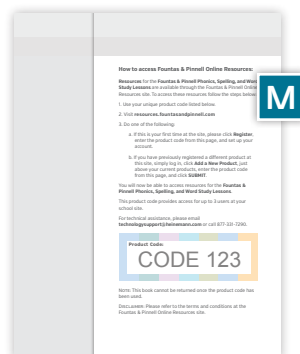 How to access Fountas & Pinnell Online Resources:
Resources for the Fountas & Pinnell Phonics, Spelling, and Word
Study Lessons are available through the Fountas & Pinnell Online
Resources site. To access these resources follow the steps below:
1. Use your unique product code listed below.
2. Visit resources.fountasandpinnell.com
3. Do one of the following:
a. If this is your first time at the site, please click Register,
enter the product code from this page, and set up your
account.
b. If you have previously registered a different product at
this site, simply log in, click Add a New Product, just
above your current products, enter the product code
from this page, and click SUBMIT.
You will now be able to access resources for the Fountas &
Pinnell Phonics, Spelling, and Word Study Lessons.
This product code provides access for up to 3 users at your
school site.
For technical assistance, please email
technologysupport@heinemann.com or call 877-331-7290.
Product Code:
CODE 123
NOTE: This book cannot be returned once the product code has
been used.
DISCLAIMER: Please refer to the terms and conditions at the
Fountas & Pinnell Online Resources site.
M